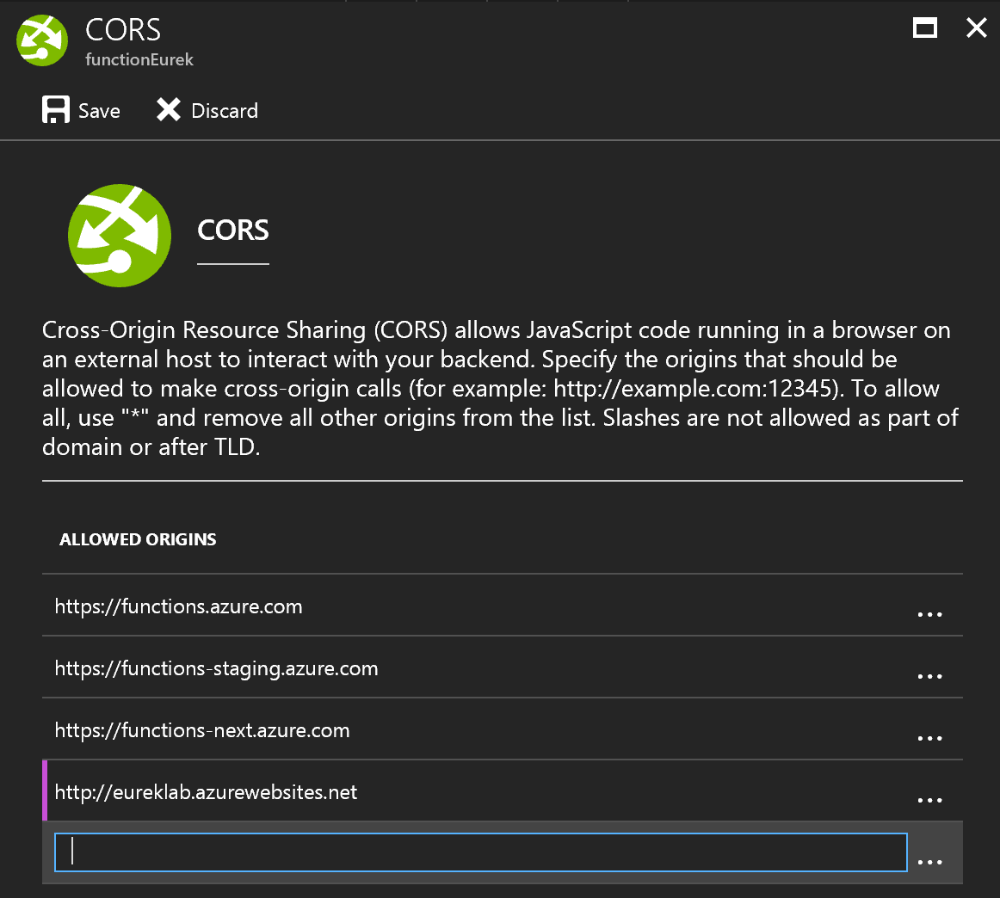 CORS
functionEurek
Save
Discard
CORS
Cross-Origin Resource Sharing (CORS) allows JavaScript code running in a browser on
an external host to interact with your backend. Specify the origins that should be
allowed to make cross-origin calls (for example: http://example.com:12345). To allow
all, use "*" and remove all other origins from the list. Slashes are not allowed as part of
domain or after TLD.
ALLOWED ORIGINS
https://functions.azure.com
...
https://functions-staging.azure.com
...
https://functions-next.azure.com
...
http://eureklab.azurewebsites.net
...
...